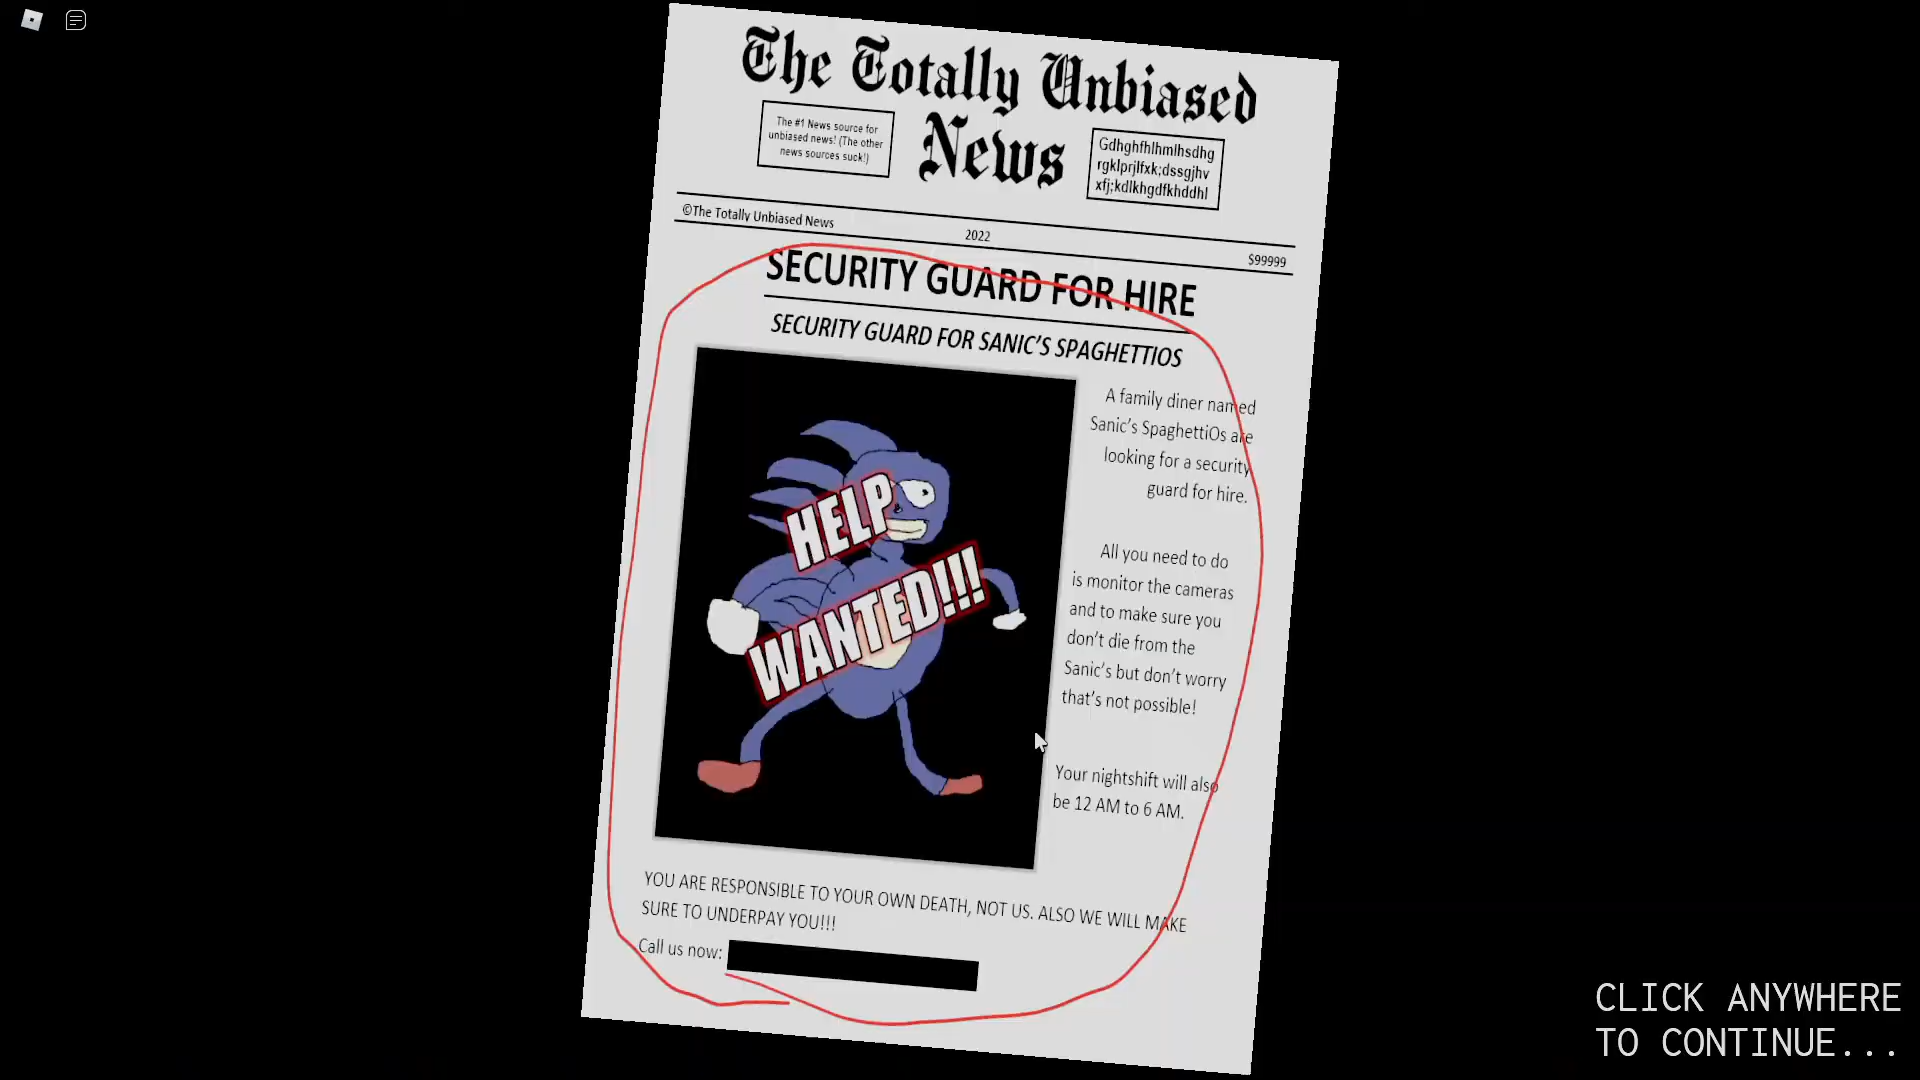 The Totally Unbiased
News
The #1 News source for
unbiased news! (The other
news sources suck!)
Gdhghfhlhmlhsdhg
rgklprjlfxk;dssgjhv
xfj;kdlkhgdfkhddhl
©The Totally Unbiased News
2022
$99999
SECURITY GUARD FOR HIRE
SECURITY GUARD FOR SANIC'S SPAGHETTIOS
HELP
WANTED!!!
A family diner named
Sanic's SpaghettiOs are
looking for a security
guard for hire.
All you need to do
is monitor the cameras
and to make sure you
don't die from the
Sanic's but don't worry
that's not possible!
Your nightshift will also
be 12 AM to 6 AM.
YOU ARE RESPONSIBLE TO YOUR OWN DEATH, NOT US. ALSO WE WILL MAKE
SURE TO UNDERPAY YOU!!!
Call us now:
CLICK ANYWHERE
TO CONTINUE...